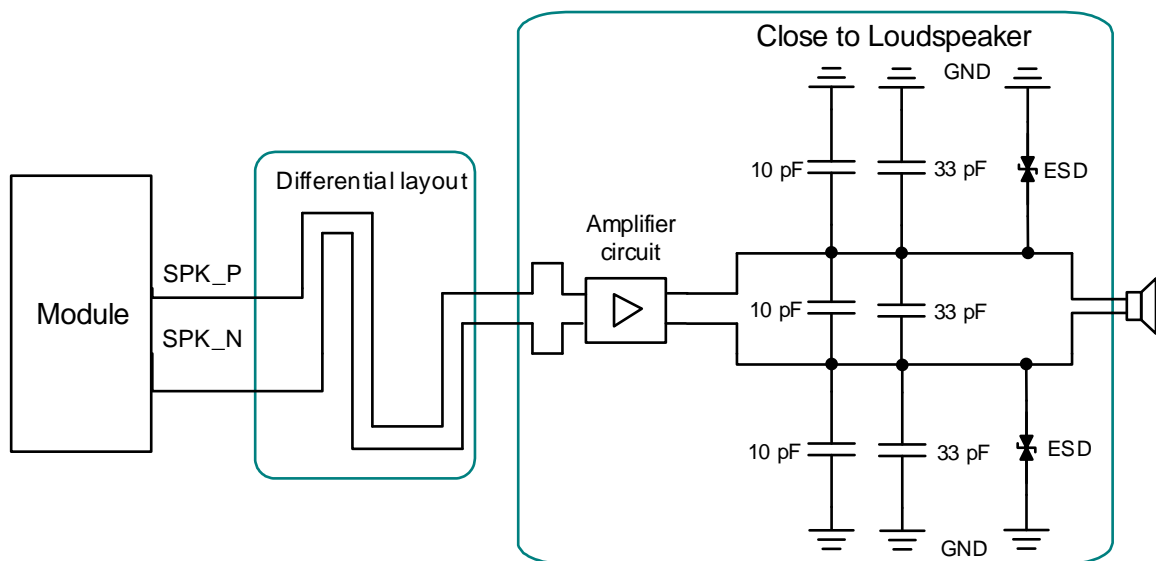 Close to Loudspeaker
GND
10 pF
33 pF
ESD
Differential layout
Amplifier
circuit
SPK_P
Module
SPK_N
10 pF
33 pF
10 pF
33 pF
ESD
GND